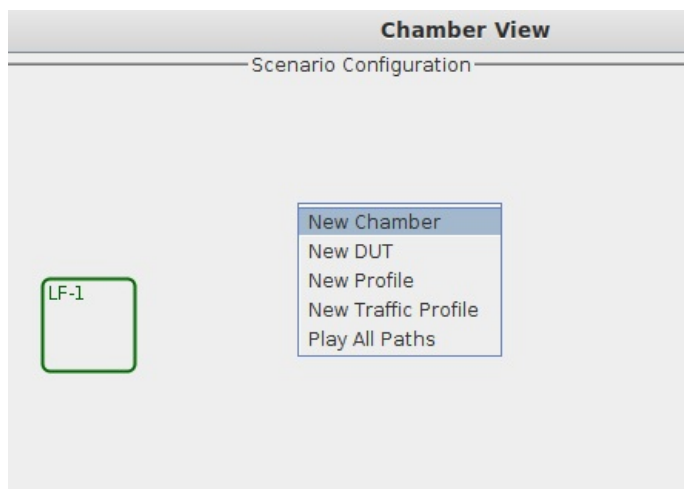 Chamber View
Scenario Configuration
New Chamber
New DUT
New Profile
New Traffic Profile
Play All Paths
LF-1